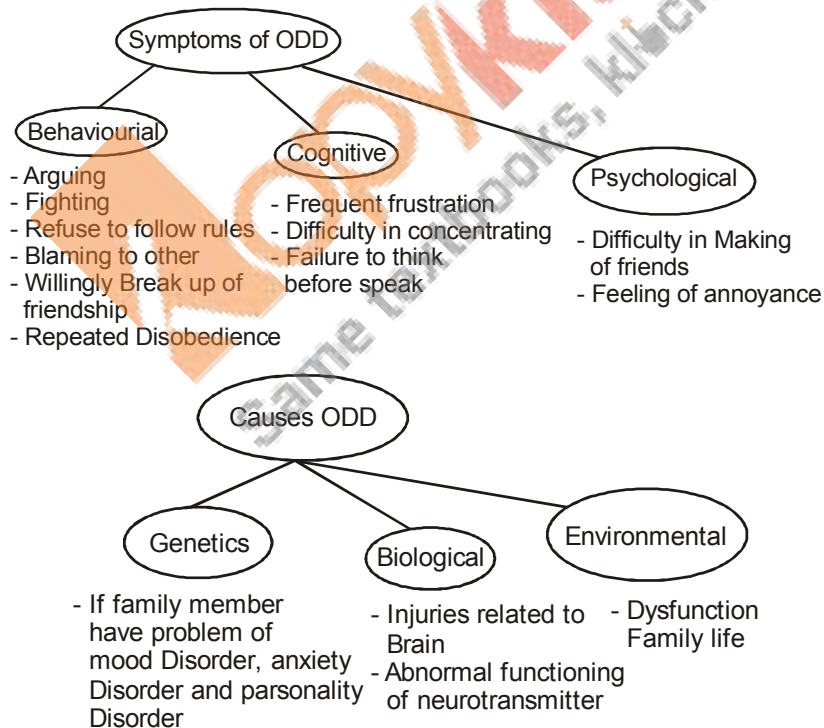 Symptoms of ODD
Behaviourial
- Arguing
- Fighting
- Refuse to follow rules
- Blaming to other
- Willingly Break up of
friendship
- Repeated Disobedience
Cognitive
- Frequent frustration
- Difficulty in concentrating
- Failure to think
before speak
Psychological
- Difficulty in Making
of friends
- Feeling of annoyance
Causes ODD
Genetics
- If family member
have problem of
mood Disorder, anxiety
Disorder and parsonality
Disorder
Biological
- Injuries related to
Brain
- Abnormal functioning
of neurotransmitter
Environmental
- Dysfunction
Family life
Same textbooks,